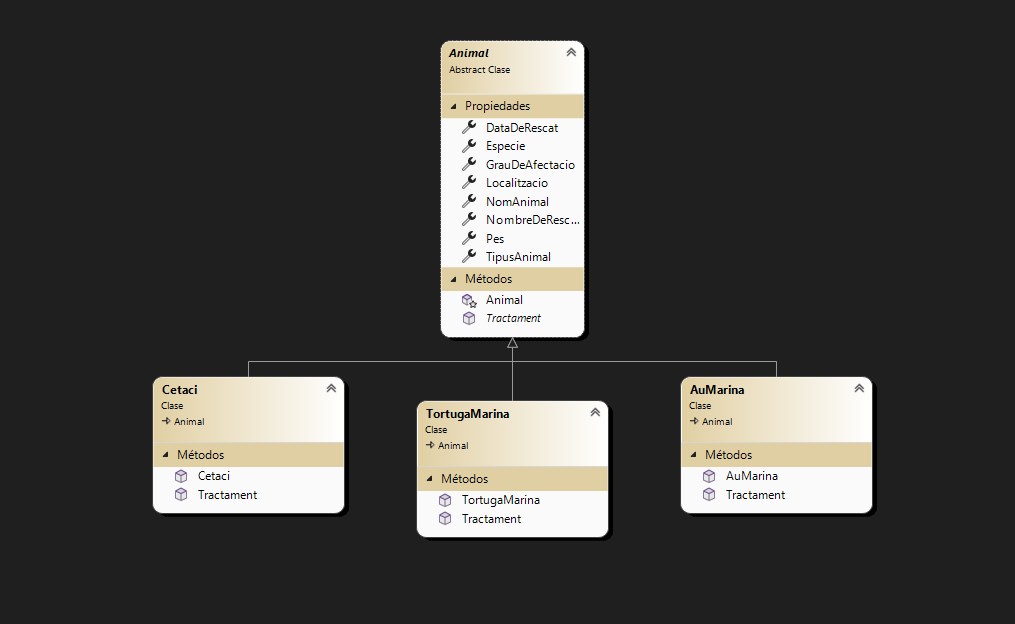 Animal
Abstract Clase
Propiedades
DataDeRescat
Especie
GrauDeAfectacio
Localitzacio
NomAnimal
NombreDeResc...
Pes
TipusAnimal
Métodos
Animal
Tractament
Cetaci
Clase
Animal
Métodos
Cetaci
Tractament
TortugaMarina
Clase
Animal
Métodos
TortugaMarina
Tractament
AuMarina
Clase
Animal
Métodos
AuMarina
Tractament